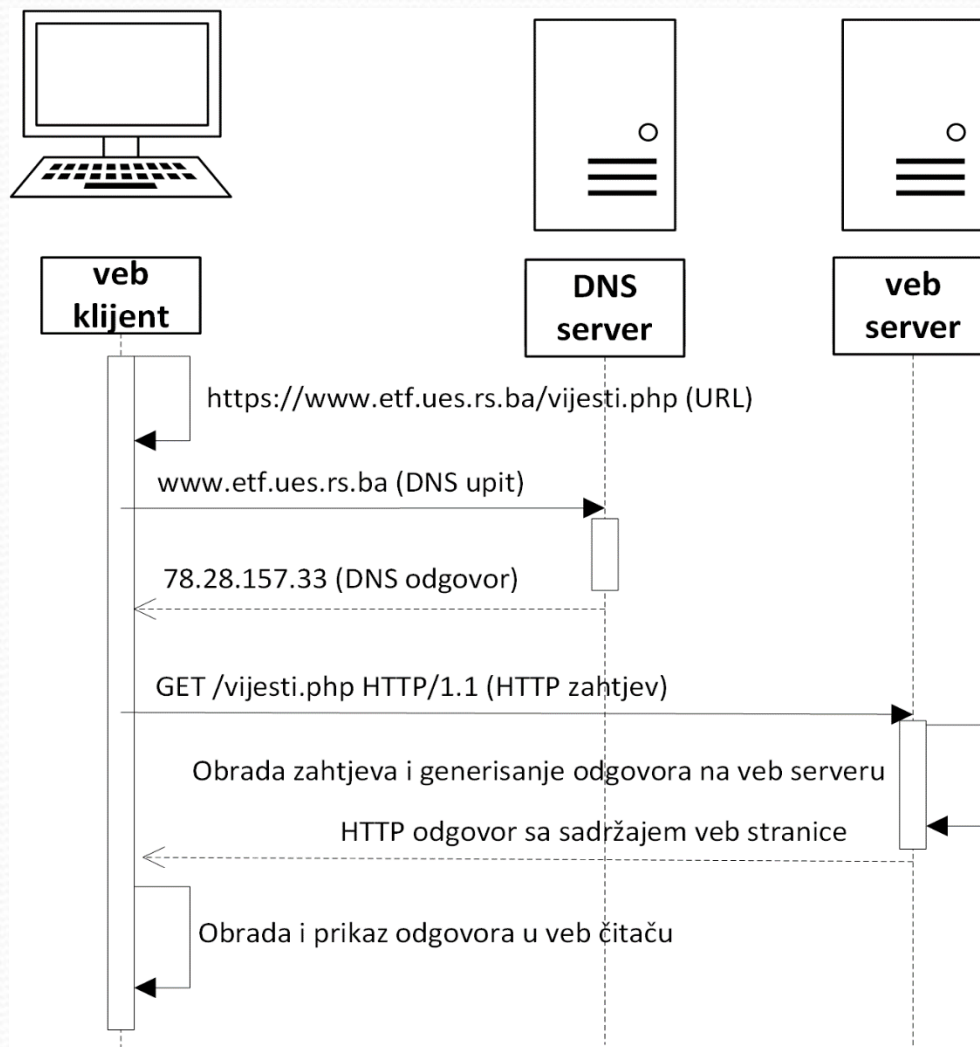 veb
klijent
DNS
server
veb
server
https://www.etf.ues.rs.ba/vijesti.php (URL)
www.etf.ues.rs.ba (DNS upit)
78.28.157.33 (DNS odgovor)
GET /vijesti.php HTTP/1.1 (HTTP zahtjev)
Obrada zahtjeva i generisanje odgovora na veb serveru
HTTP odgovor sa sadržajem veb stranice
Obrada i prikaz odgovora u veb čitaču